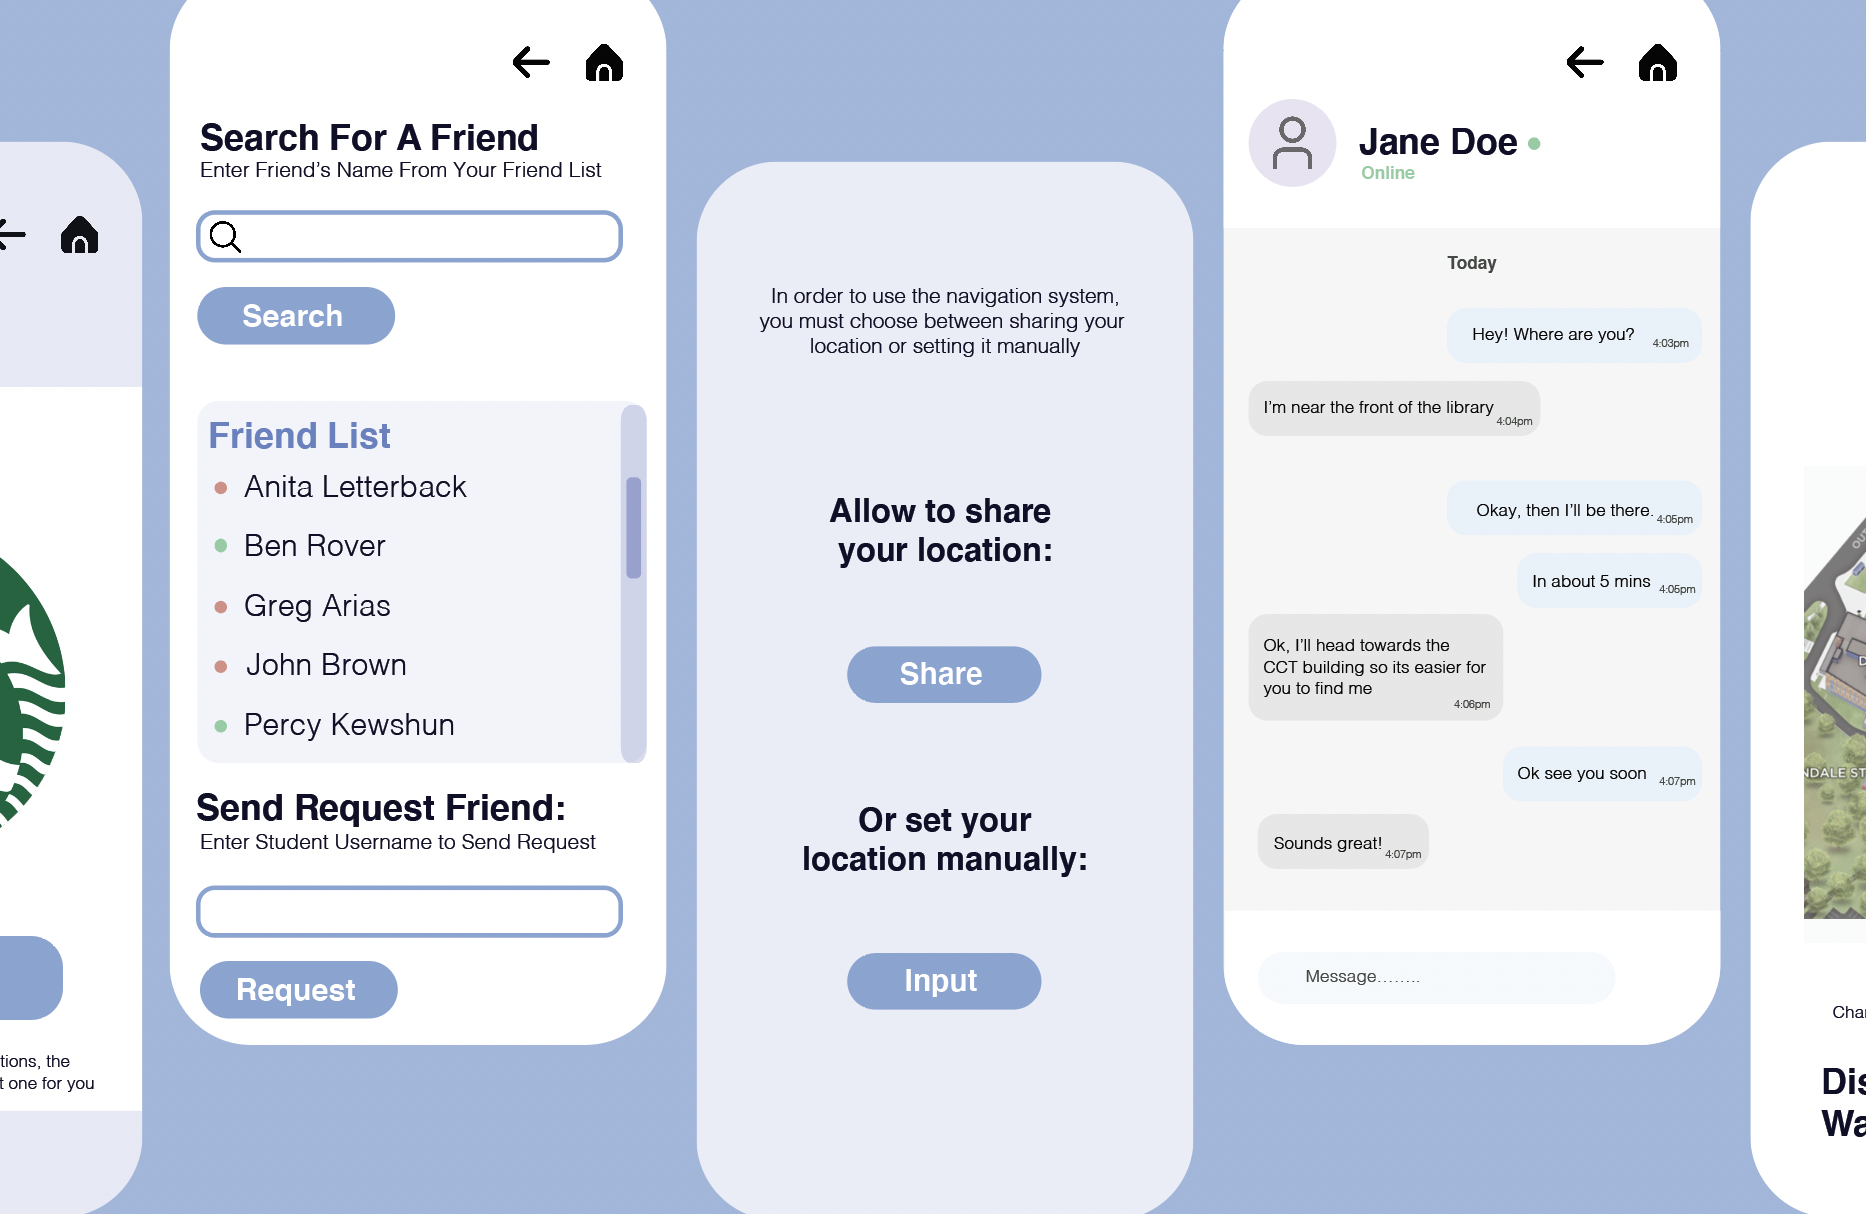 tions, the
t one for you
Search For A Friend
Enter Friend’s Name From Your Friend List
Search
Friend List
Anita Letterback
Ben Rover
Greg Arias
John Brown
Percy Kewshun
Send Request Friend:
Enter Student Username to Send Request
Request
In order to use the navigation system,
you must choose between sharing your
location or setting it manually
Allow to share
your location:
Share
Or set your
location manually:
Input
Jane Doe
Online
Today
Hey! Where are you? 4:03pm
I’m near the front of the library 4:04pm
Okay, then I’ll be there. 4:05pm
In about 5 mins 4:05pm
Ok, I’ll head towards the
CCT building so its easier for
you to find me
4:06pm
Ok see you soon 4:07pm
Sounds great! 4:07pm
Message........
OU
D
NDALE ST
Char
Dis
Wa